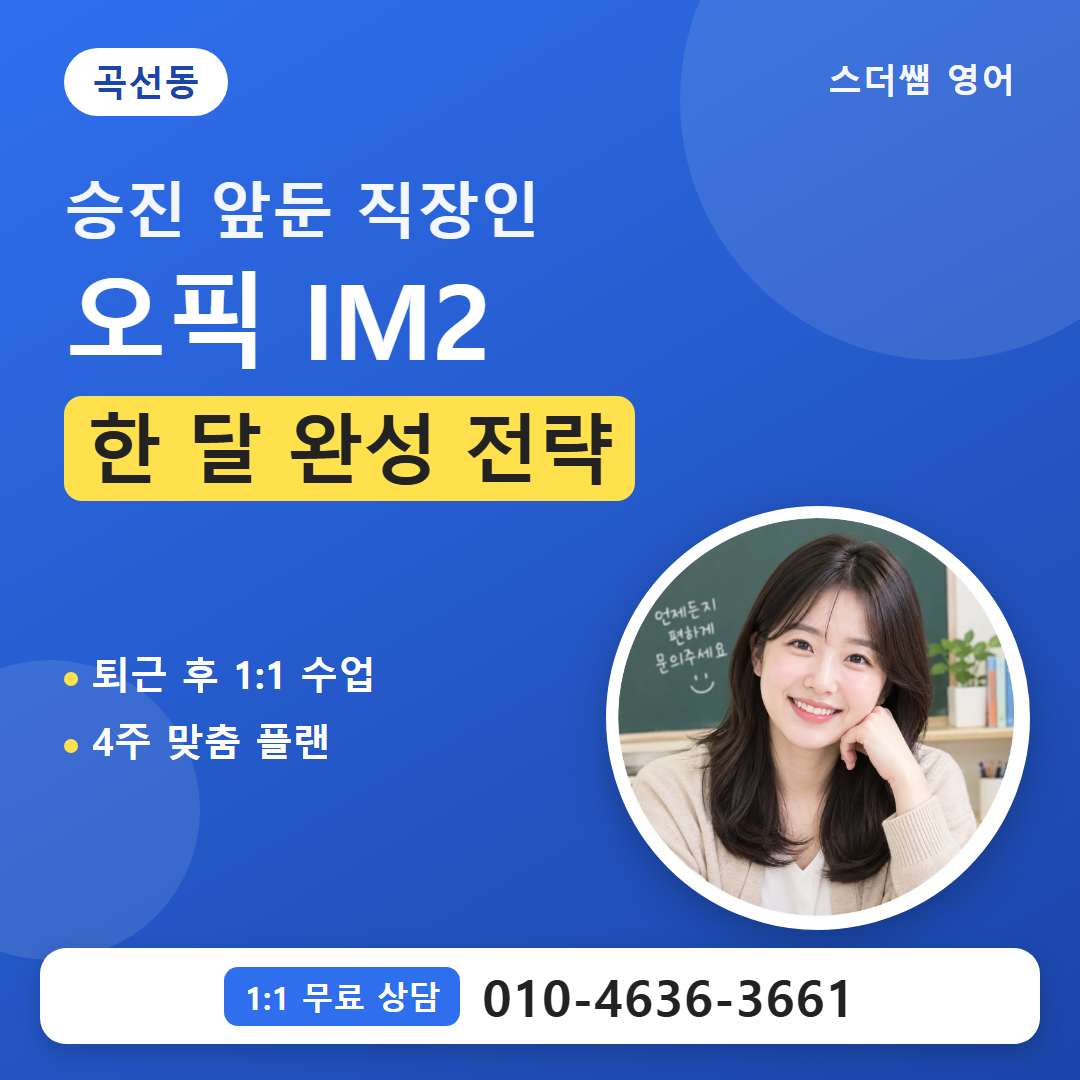 곡선동
스더쌤 영어
승진 앞둔 직장인
오픽 IM2
한 달 완성 전략
언제든지
편하게
문의주세요
퇴근 후 1:1 수업
4주 맞춤 플랜
1:1 무료 상담 010-4636-3661